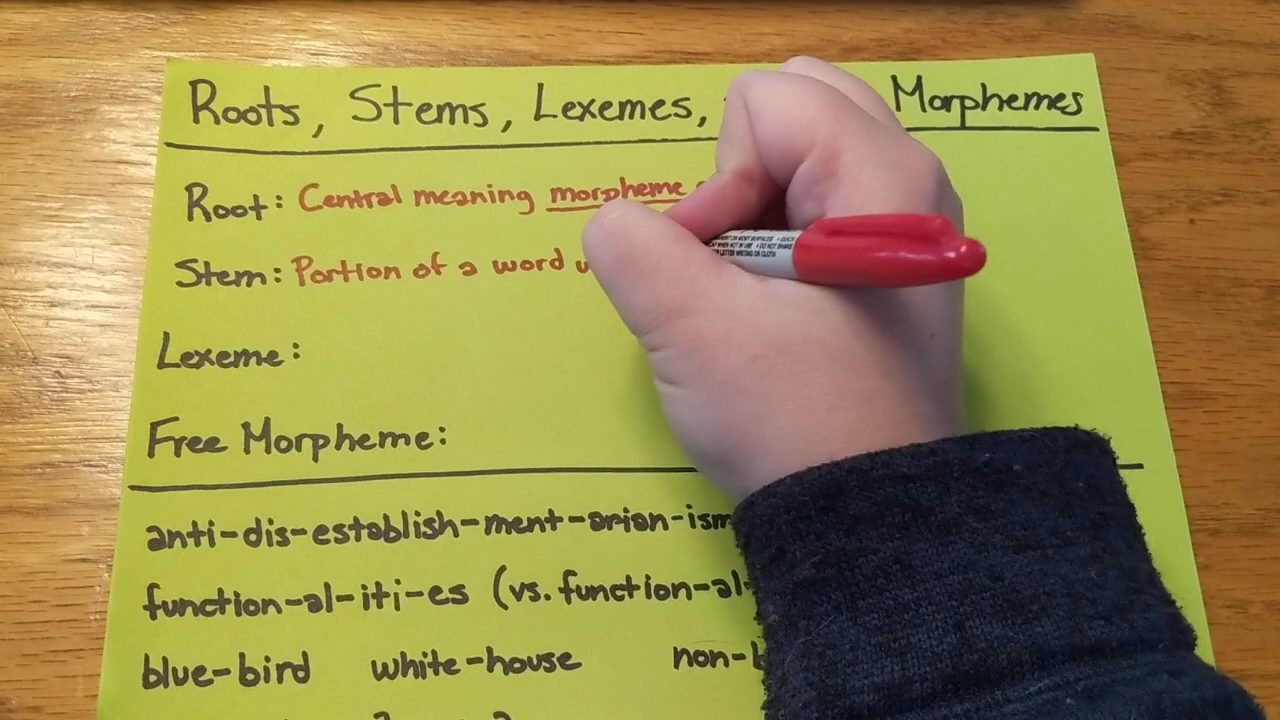 Roots, Stems, Lexemes, Morphemes
Root: Central meaning morpheme
Stem: Portion of a word
Lexeme:
Free Morpheme:
anti-dis-establish-ment-arian-ism
function-al-iti-es (vs. function-al-
blue-bird white-house non-